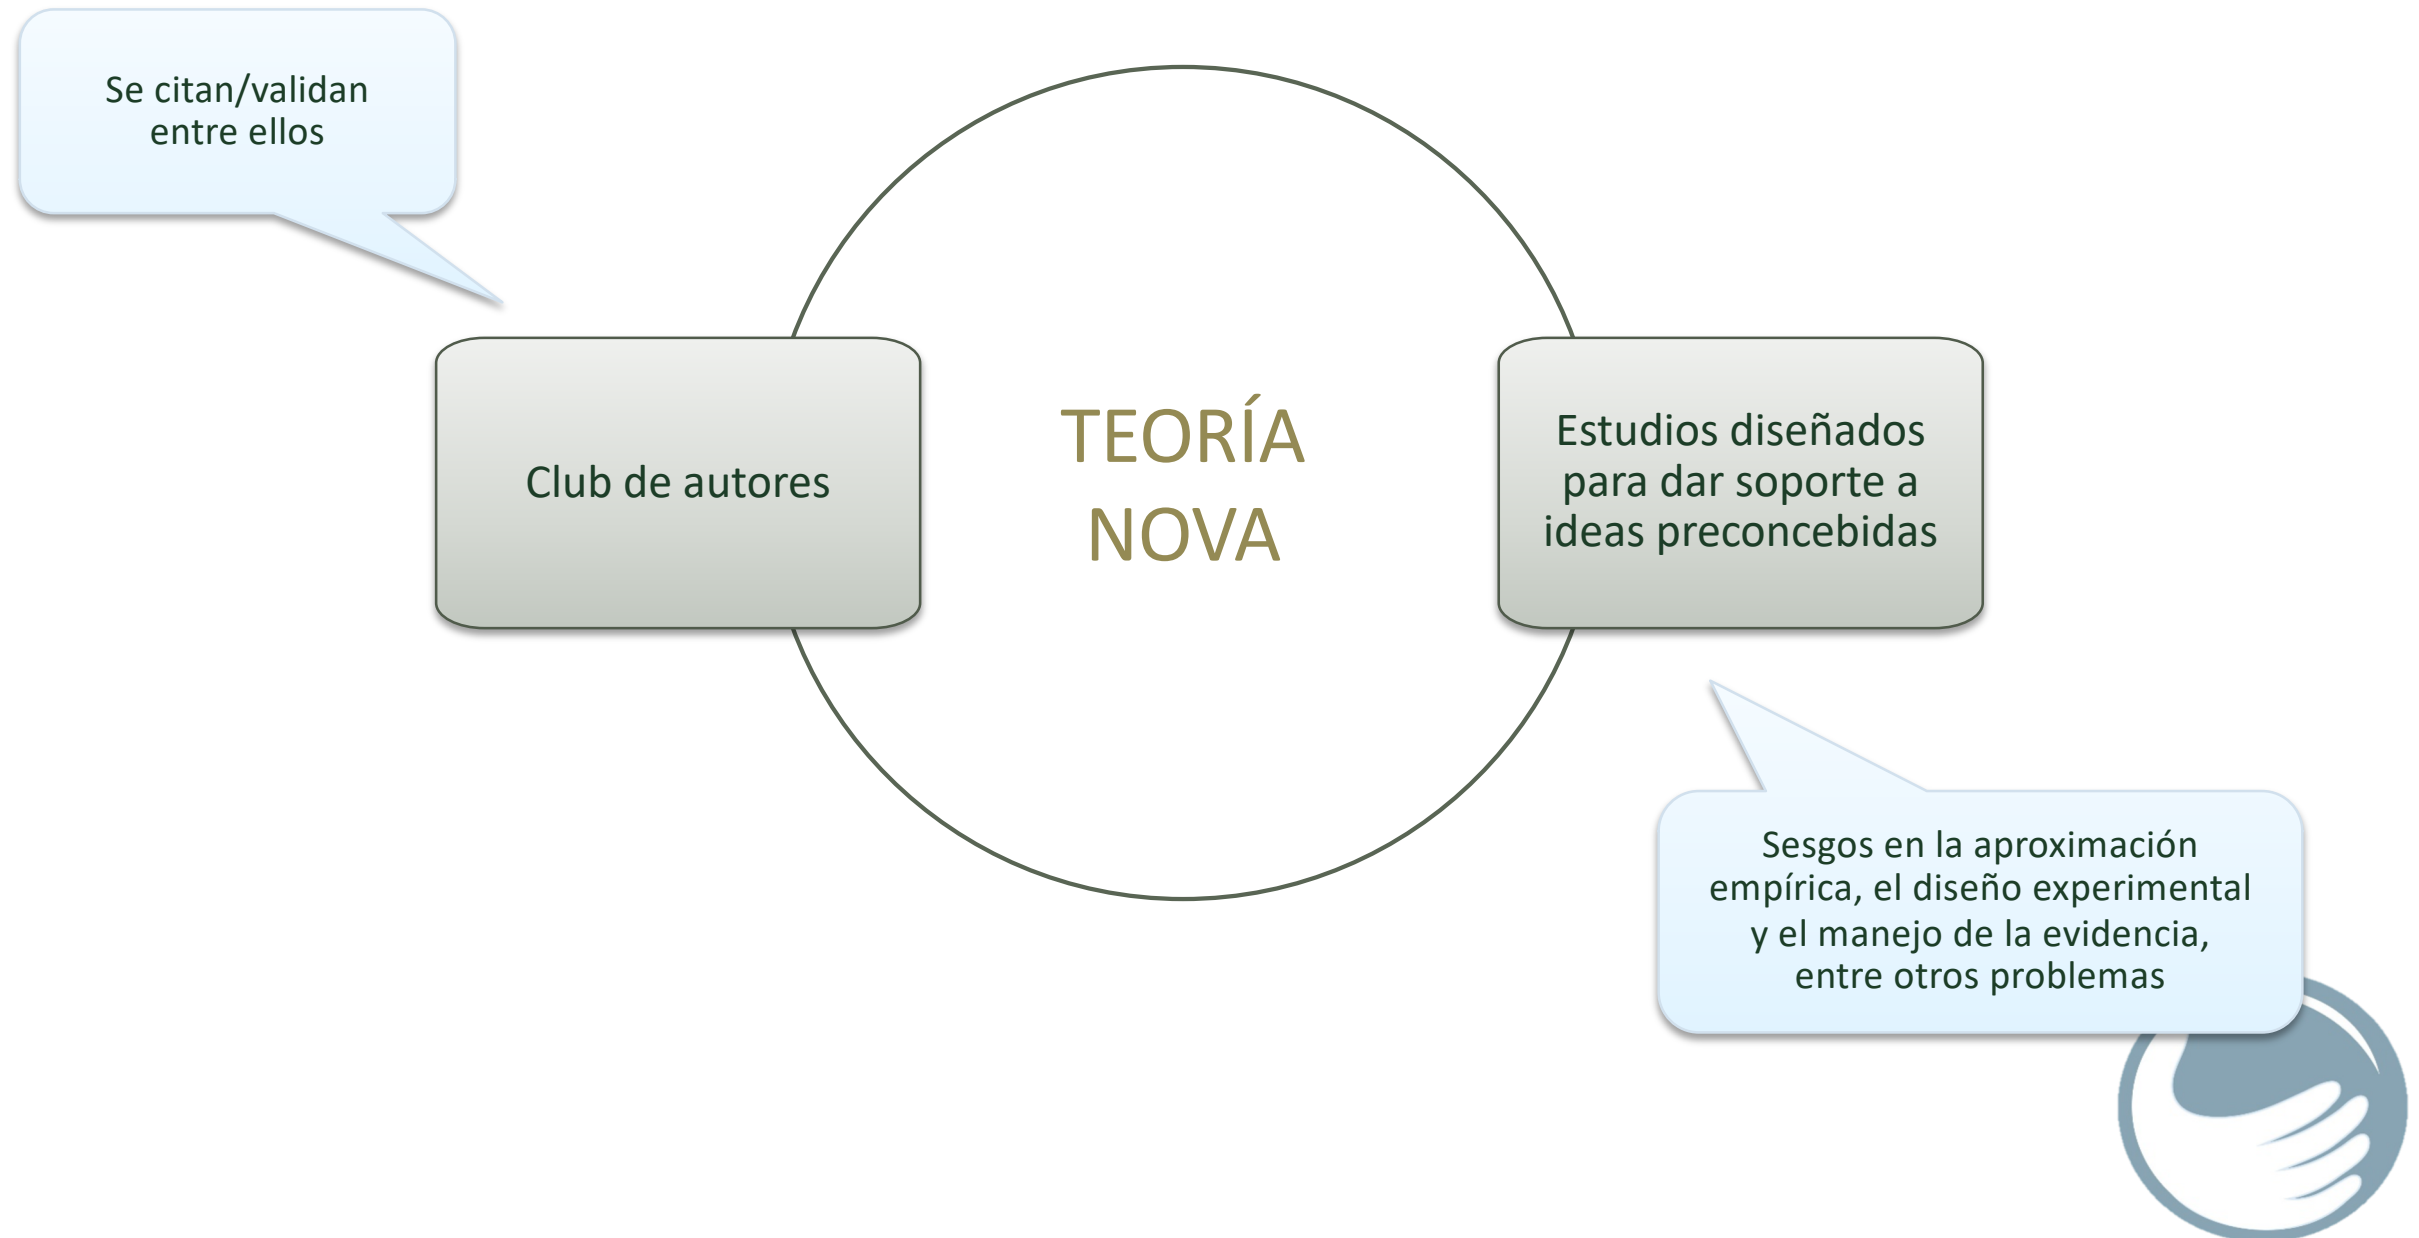 Se citan/validan
entre ellos
Club de autores
TEORÍA
NOVA
Estudios diseñados
para dar soporte a
ideas preconcebidas
Sesgos en la aproximación
empírica, el diseño experimental
y el manejo de la evidencia,
entre otros problemas